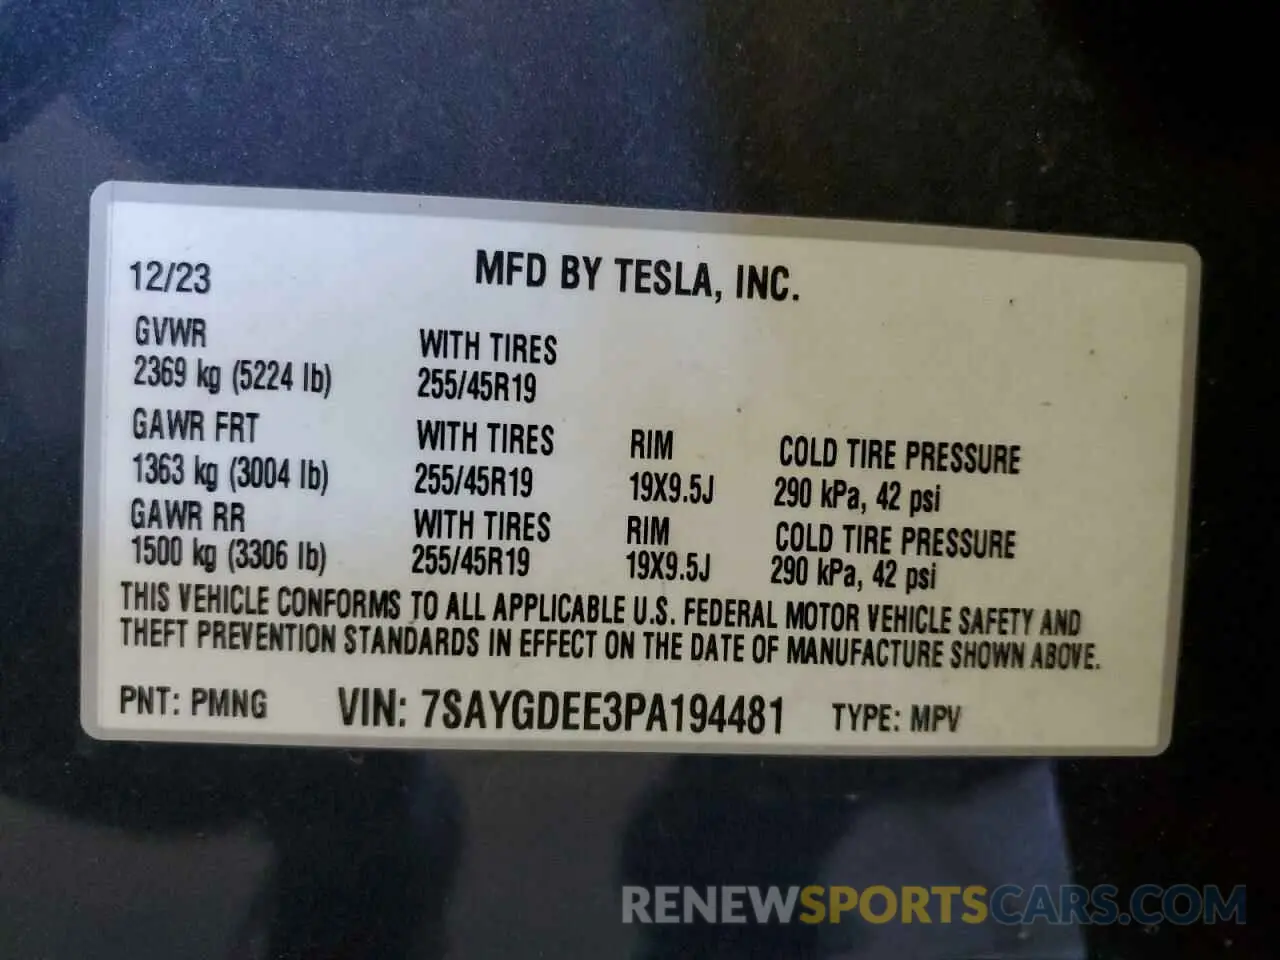 12/23 MFD BY TESLA, INC.
GVWR WITH TIRES
2369 kg (5224 lb) 255/45R19
GAWR FRT WITH TIRES RIM COLD TIRE PRESSURE
1363 kg (3004 lb) 255/45R19 19X9.5J 290 kPa, 42 psi
GAWR RR WITH TIRES RIM COLD TIRE PRESSURE
1500 kg (3306 lb) 255/45R19 19X9.5J 290 kPa, 42 psi
THIS VEHICLE CONFORMS TO ALL APPLICABLE U.S. FEDERAL MOTOR VEHICLE SAFETY AND
THEFT PREVENTION STANDARDS IN EFFECT ON THE DATE OF MANUFACTURE SHOWN ABOVE.
PNT: PMNG VIN: 7SAYGDEE3PA194481 TYPE: MPV
RENEWSPORTSCARS.COM